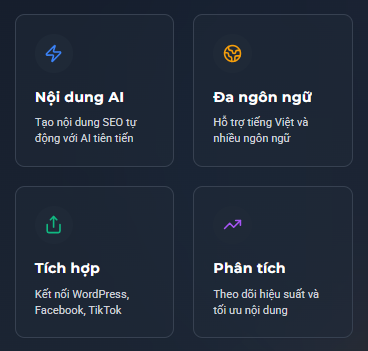 Nội dung AI
Tạo nội dung SEO tự
động với AI tiên tiến
Đa ngôn ngữ
Hỗ trợ tiếng Việt và
nhiều ngôn ngữ
Tích hợp
Kết nối WordPress,
Facebook, TikTok
Phân tích
Theo dõi hiệu suất và
tối ưu nội dung